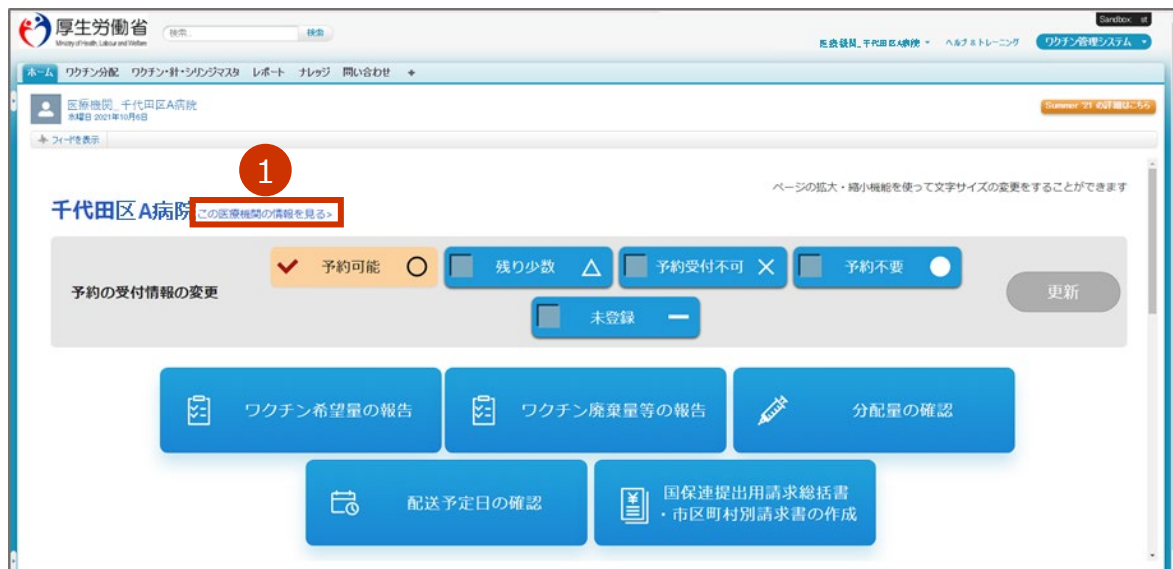 Sandbox: st
厚生労働省
Ministry of Health, Labour and Welfare
検索...
検索
医療機関_千代田区A病院
ヘルプ & トレーニング
ワクチン管理システム
ホーム ワクチン分配 ワクチン・針・シリンジマスタ レポート ナレッジ 問い合わせ +
医療機関_千代田区A病院
水曜日 2021年10月6日
Summer '21 の詳細はこちら
フィードを表示
1
ページの拡大・縮小機能を使って文字サイズの変更をすることができます
千代田区A病院 この医療機関の情報を見る>
予約の受付情報の変更
予約可能 ○
残り少数 △
予約受付不可 ×
予約不要 ●
未登録 ー
更新
ワクチン希望量の報告
ワクチン廃棄量等の報告
分配量の確認
配送予定日の確認
国保連提出用請求総括書
・市区町村別請求書の作成